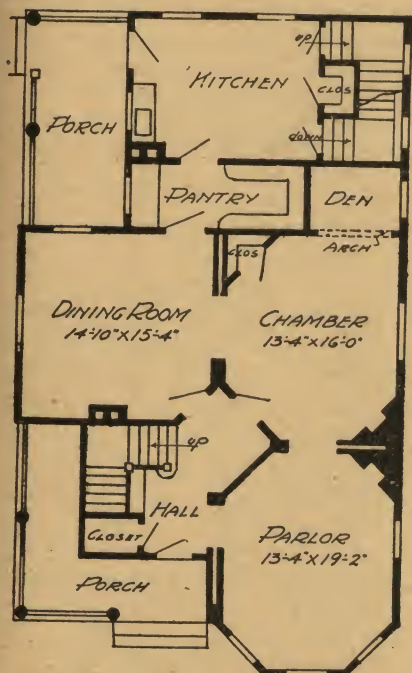 UP
KITCHEN
CLOS
PORCH
DOWN
PANTRY
DEN
ARCH
CLOS
DINING ROOM
14'-10" X 15'-4"
CHAMBER
13'-4" X 16'-0"
UP
HALL
CLOSET
PARLOR
13'-4" X 19'-2"
PORCH